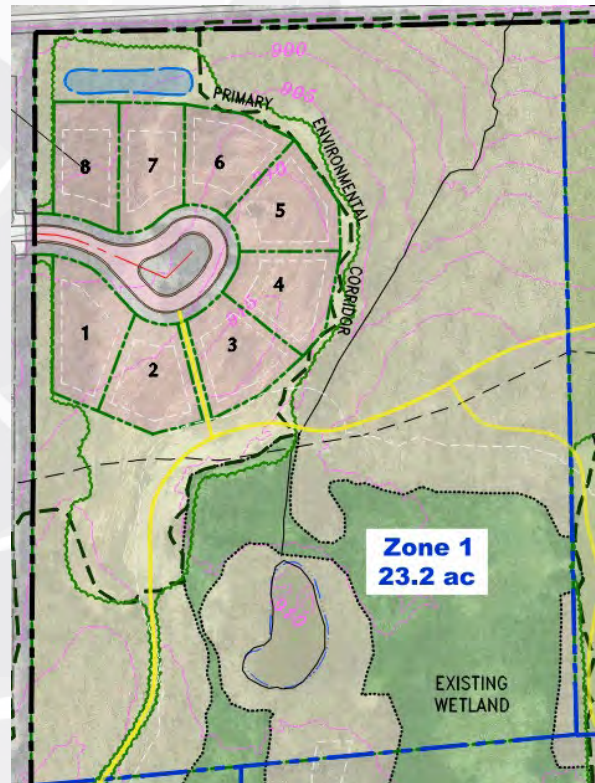 900
905
PRIMARY
ENVIRONMENTAL
CORRIDOR
8
7
6
5
4
3
2
1
915
Zone 1
23.2 ac
EXISTING
WETLAND